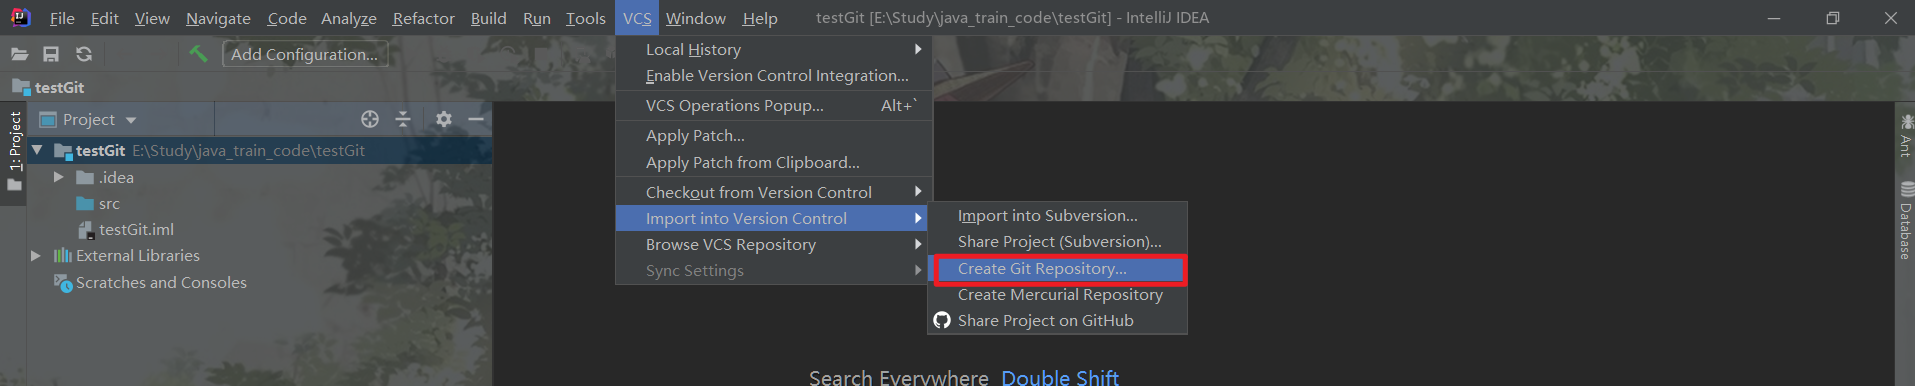 File Edit View Navigate Code Analyze Refactor Build Run Tools VCS Window Help testGit [E:\Study\java_train_code\testGit] - IntelliJ IDEA
Add Configuration...
testGit
Project
1: Project
testGit E:\Study\java_train_code\testGit
.idea
src
testGit.iml
External Libraries
Scratches and Consoles
Local History
Enable Version Control Integration...
VCS Operations Popup... Alt+`
Apply Patch...
Apply Patch from Clipboard...
Checkout from Version Control
Import into Version Control
Browse VCS Repository
Sync Settings
Import into Subversion...
Share Project (Subversion)...
Create Git Repository...
Create Mercurial Repository
Share Project on GitHub
Search Everywhere Double Shift
Ant
Database